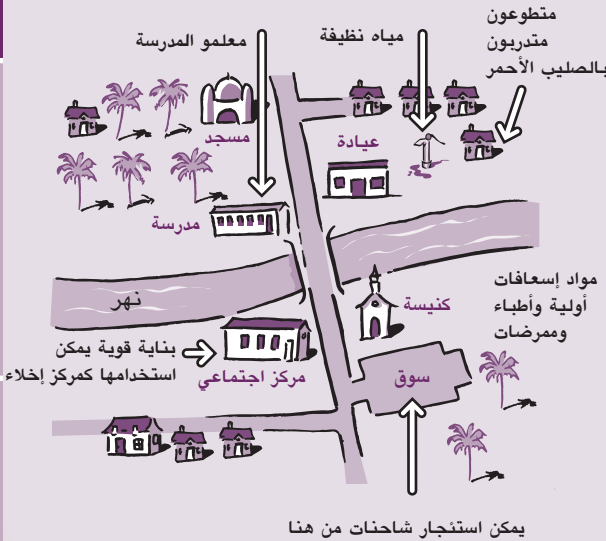 متطوعون
متدربون
بالصليب الأحمر
مياه نظيفة
معلمو المدرسة
مسجد
عيادة
مدرسة
نهر
كنيسة
مواد إسعافات
أولية وأطباء
وممرضات
بناية قوية يمكن
استخدامها كمركز إخلاء
مركز اجتماعي
سوق
يمكن استئجار شاحنات من هنا